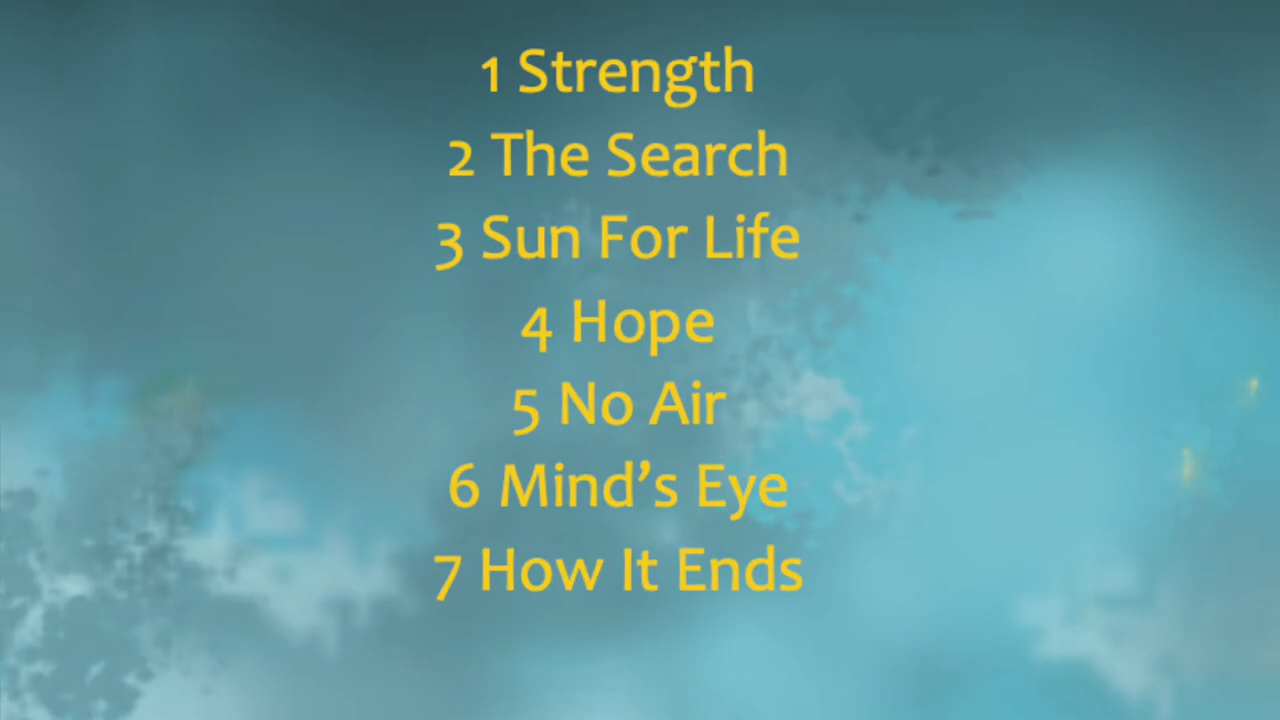 1 Strength
2 The Search
3 Sun For Life
4 Hope
5 No Air
6 Mind’s Eye
7 How It Ends